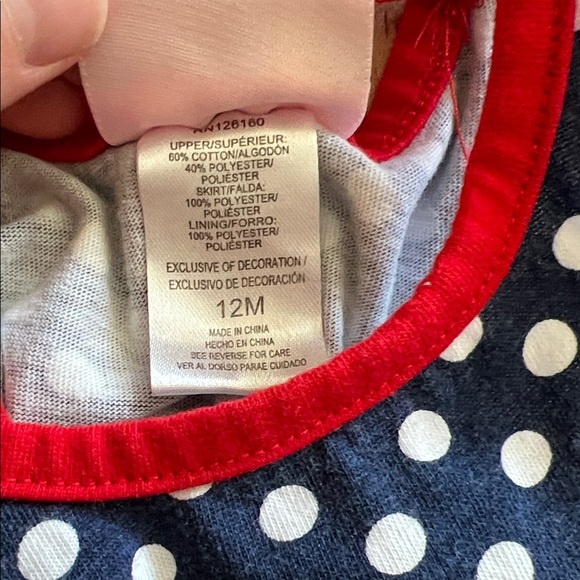 RN126160
UPPER/SUPÉRIEUR:
60% COTTON/ALGODÓN
40% POLYESTER/
POLIÉSTER
SKIRT/FALDA:
100% POLYESTER/
POLIÉSTER
LINING/FORRO:
100% POLYESTER/
POLIÉSTER
EXCLUSIVE OF DECORATION/
EXCLUSIVO DE DECORACIÓN
12M
MADE IN CHINA
HECHO EN CHINA
SEE REVERSE FOR CARE
VER AL DORSO PARAE CUIDADO